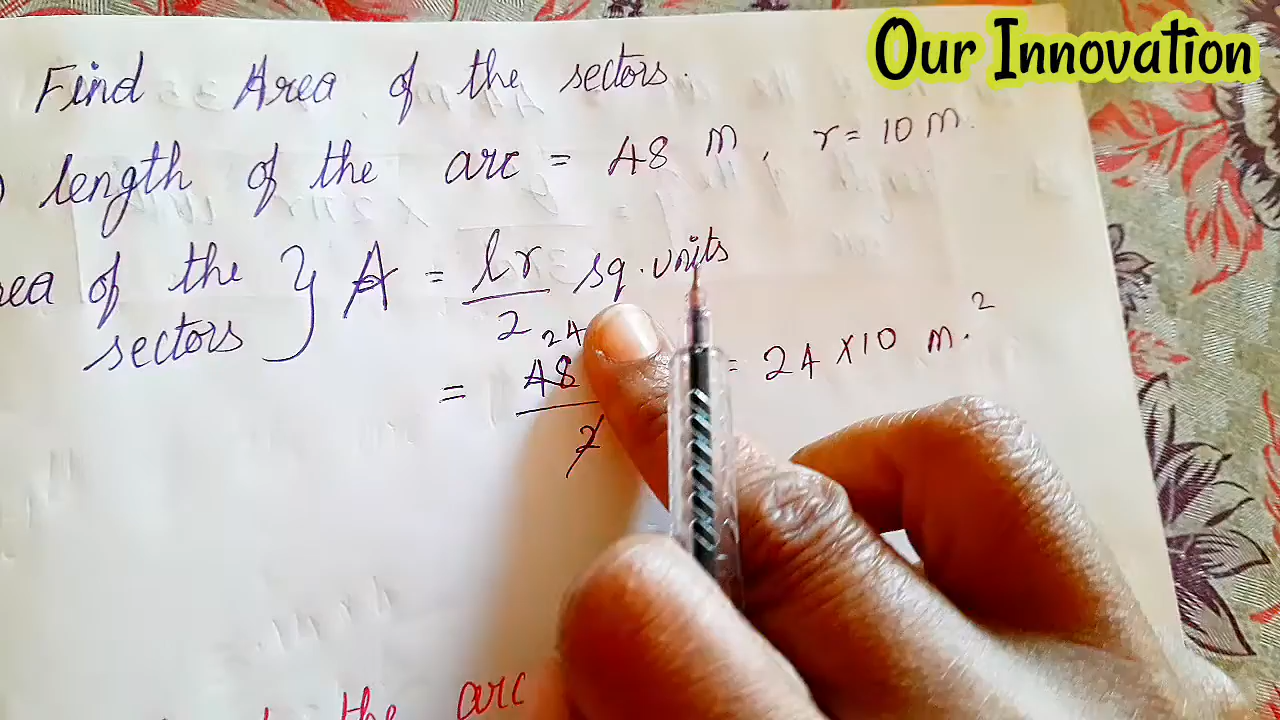 Our Innovation
Find Area of the sectors.
) length of the arc = 48 m, r = 10 m.
rea of the } A = lr/2 sq. units
sectors
= 48 24 / 2 = 24 x 10 m.²
the arc